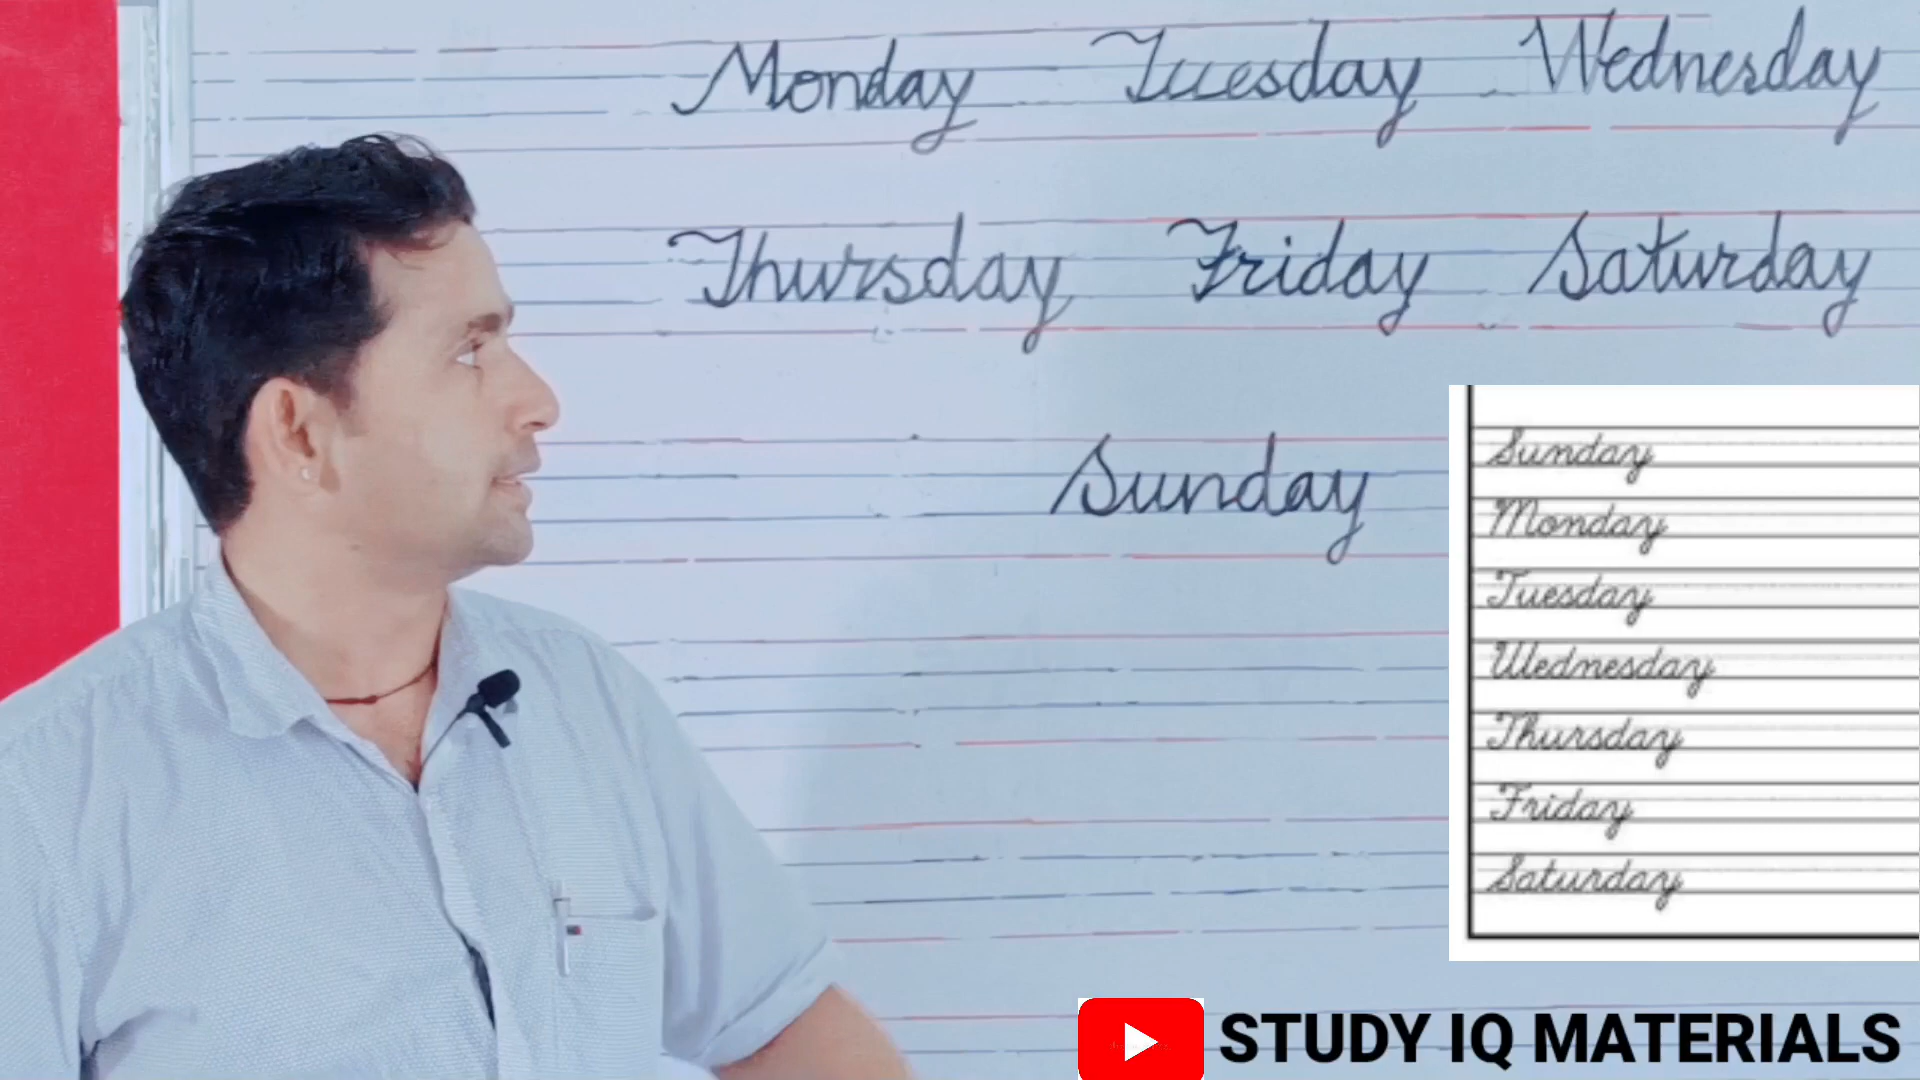 Monday Tuesday Wednesday
Thursday Friday Saturday
Sunday
Sunday
Monday
Tuesday
Wednesday
Thursday
Friday
Saturday
STUDY IQ MATERIALS